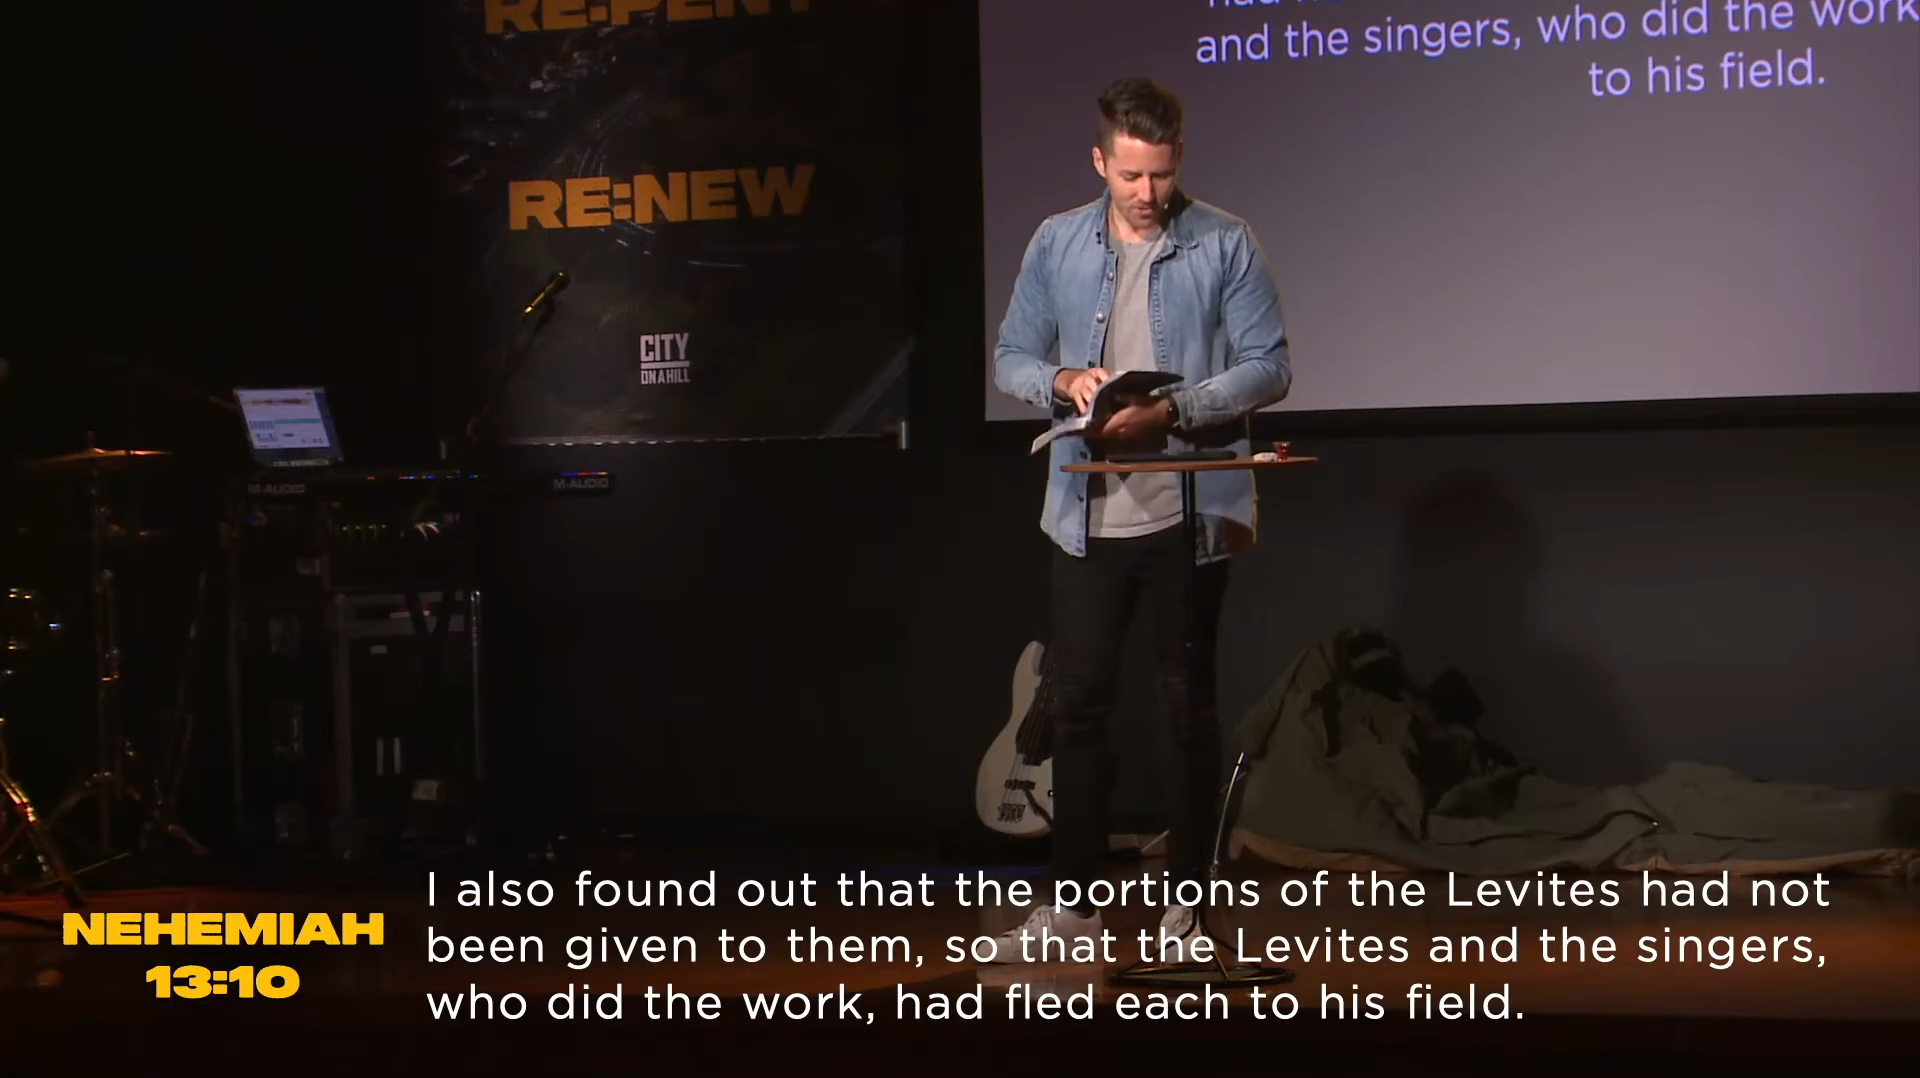 RE:PENT
RE:NEW
CITY
ON A HILL
and the singers, who did the work
to his field.
M-AUDIO
M-AUDIO
NEHEMIAH
13:10
I also found out that the portions of the Levites had not
been given to them, so that the Levites and the singers,
who did the work, had fled each to his field.